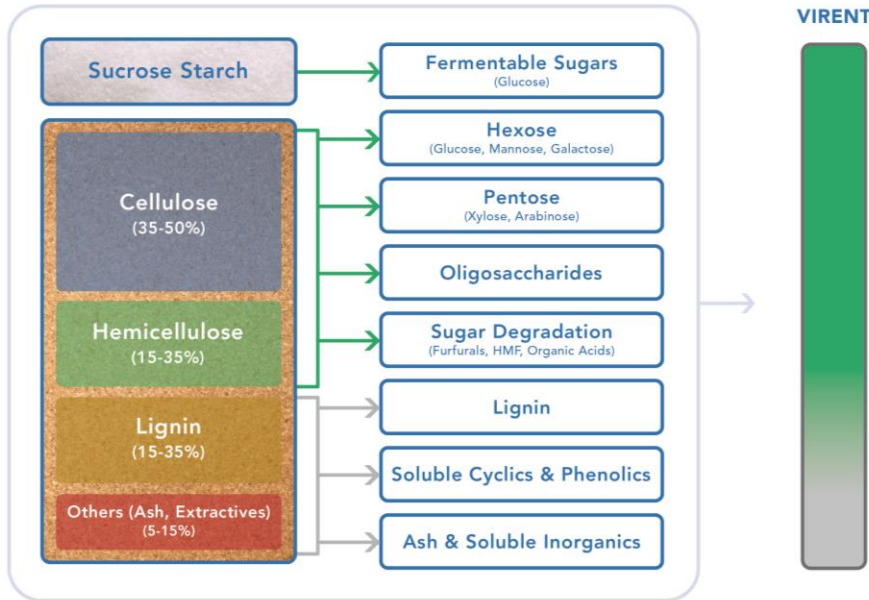 VIRENT
Sucrose Starch
Fermentable Sugars
(Glucose)
Hexose
(Glucose, Mannose, Galactose)
Cellulose
(35-50%)
Pentose
(Xylose, Arabinose)
Oligosaccharides
Hemicellulose
(15-35%)
Sugar Degradation
(Furfurals, HMF, Organic Acids)
Lignin
(15-35%)
Lignin
Soluble Cyclics & Phenolics
Others (Ash, Extractives)
(5-15%)
Ash & Soluble Inorganics